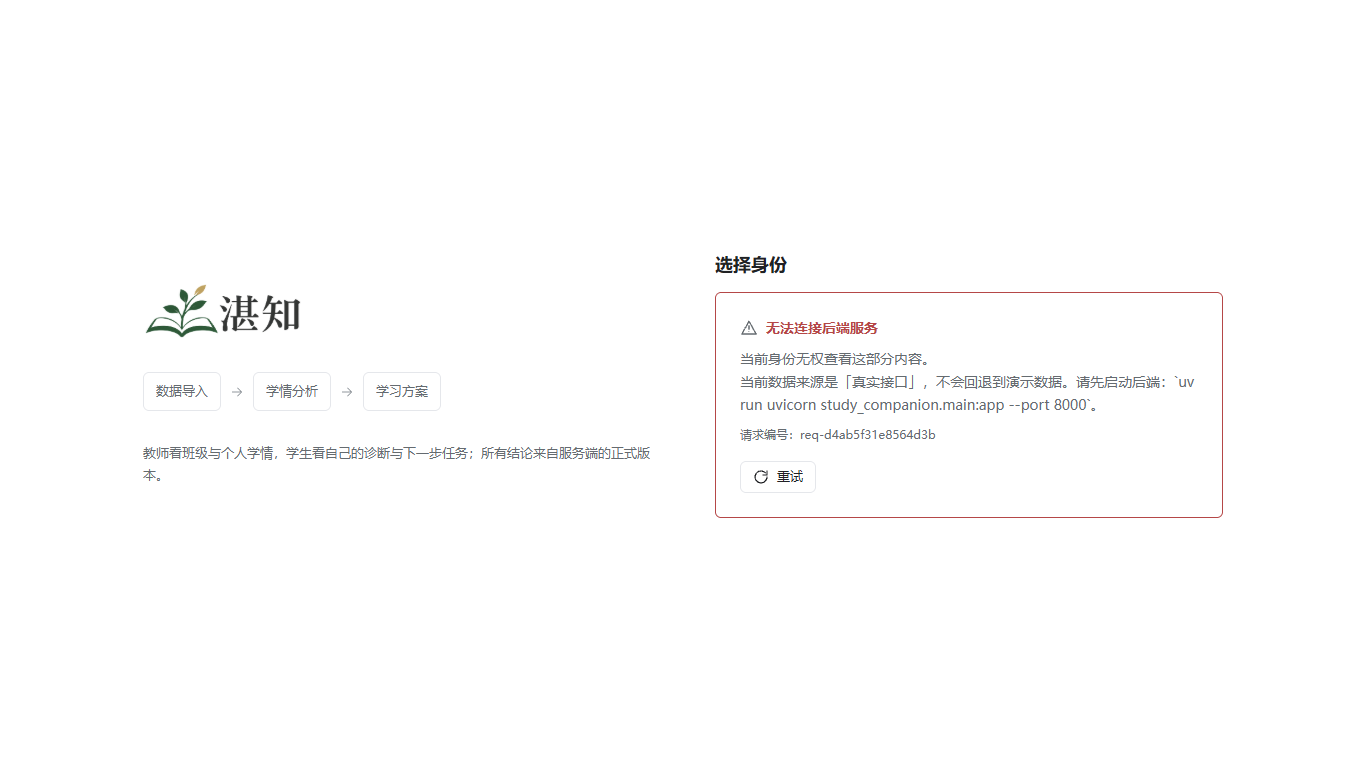 湛知
数据导入 → 学情分析 → 学习方案
教师看班级与个人学情，学生看自己的诊断与下一步任务；所有结论来自服务端的正式版
本。
选择身份
无法连接后端服务
当前身份无权查看这部分内容。
当前数据来源是「真实接口」，不会回退到演示数据。请先启动后端：`uv
run uvicorn study_companion.main:app --port 8000`。
请求编号：req-d4ab5f31e8564d3b
重试